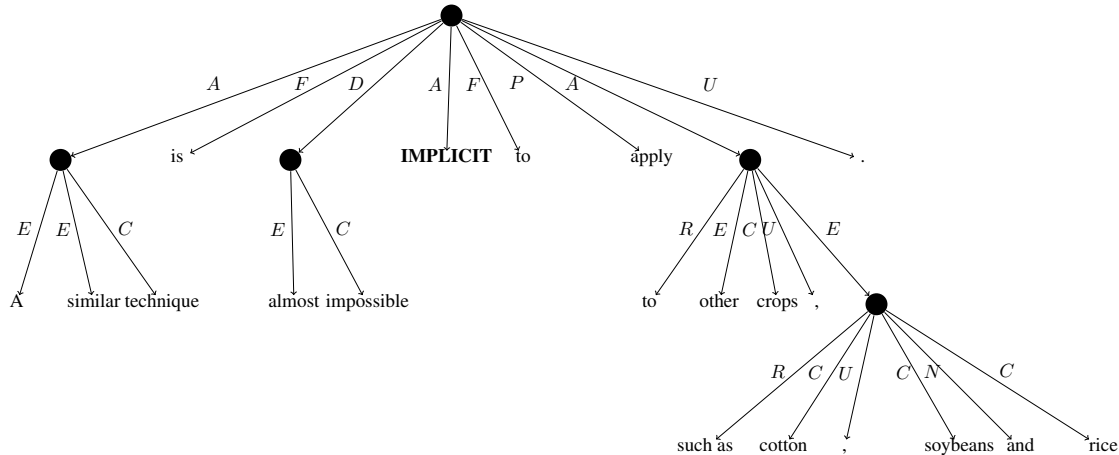 A F D A F P A U
is IMPLICIT to apply .
E E C E C R E C U E
A similar technique almost impossible to other crops ,
R C U C N C
such as cotton , soybeans and rice